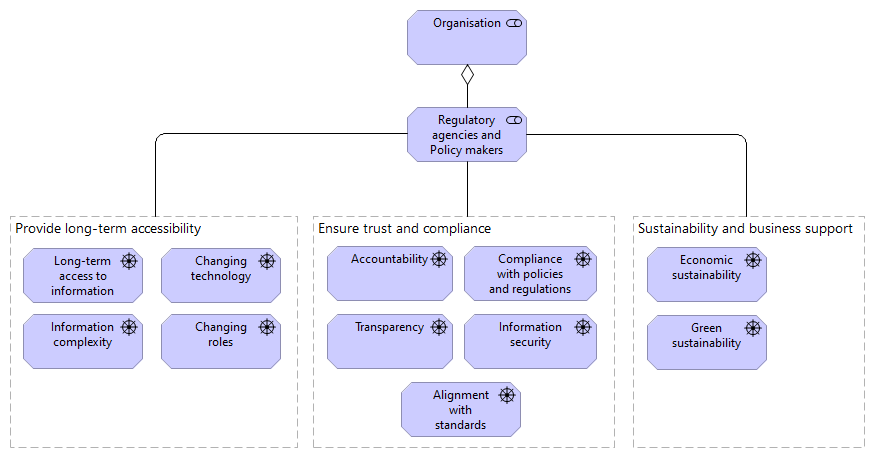 Organisation
Regulatory
agencies and
Policy makers
Provide long-term accessibility
Long-term
access to
information
Changing
technology
Information
complexity
Changing
roles
Ensure trust and compliance
Accountability
Compliance
with policies
and regulations
Transparency
Information
security
Alignment
with
standards
Sustainability and business support
Economic
sustainability
Green
sustainability